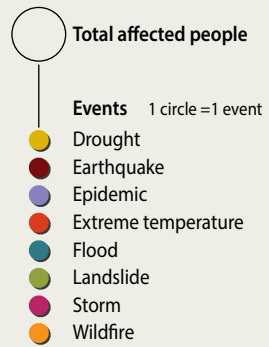 Total affected people
Events 1 circle =1 event
Drought
Earthquake
Epidemic
Extreme temperature
Flood
Landslide
Storm
Wildfire